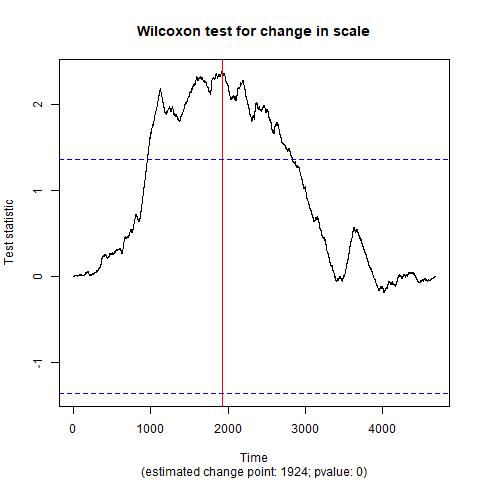 Wilcoxon test for change in scale
Test statistic
2
1
0
-1
0 1000 2000 3000 4000
Time
(estimated change point: 1924; pvalue: 0)